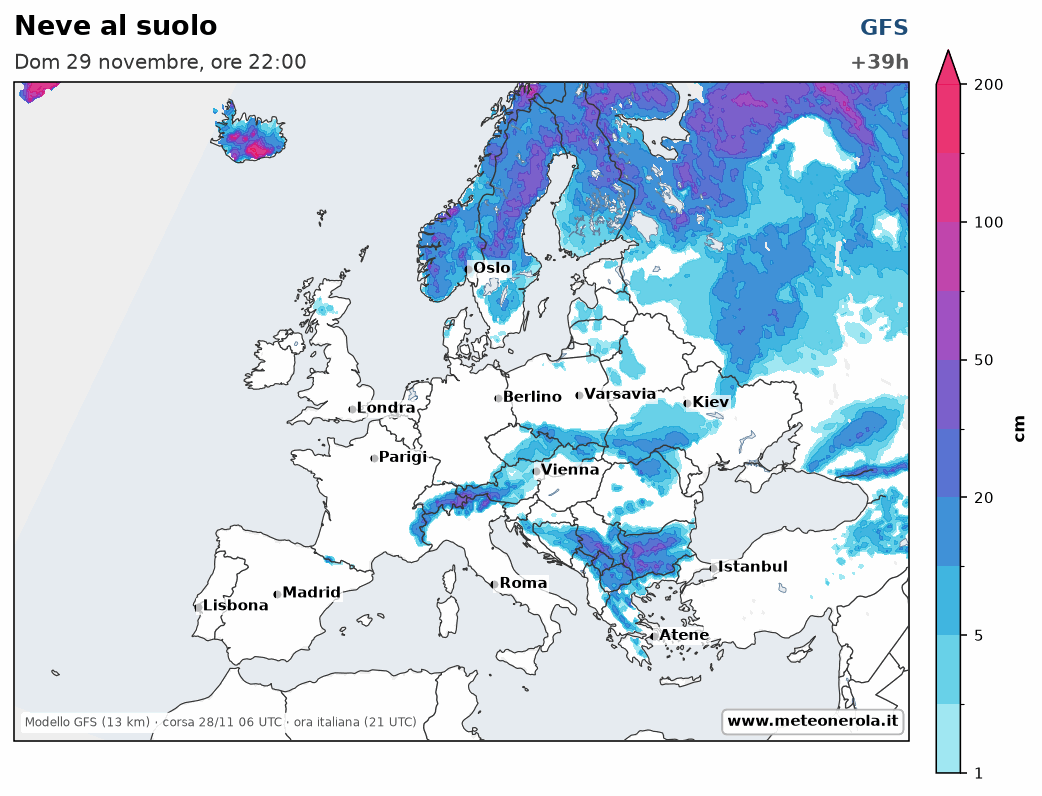 Neve al suolo
GFS
Dom 29 novembre, ore 22:00
+39h
200
100
50
20
5
1
cm
Oslo
Londra
Berlino
Varsavia
Kiev
Parigi
Vienna
Lisbona
Madrid
Roma
Istanbul
Atene
Modello GFS (13 km) · corsa 28/11 06 UTC · ora italiana (21 UTC)
www.meteonerola.it